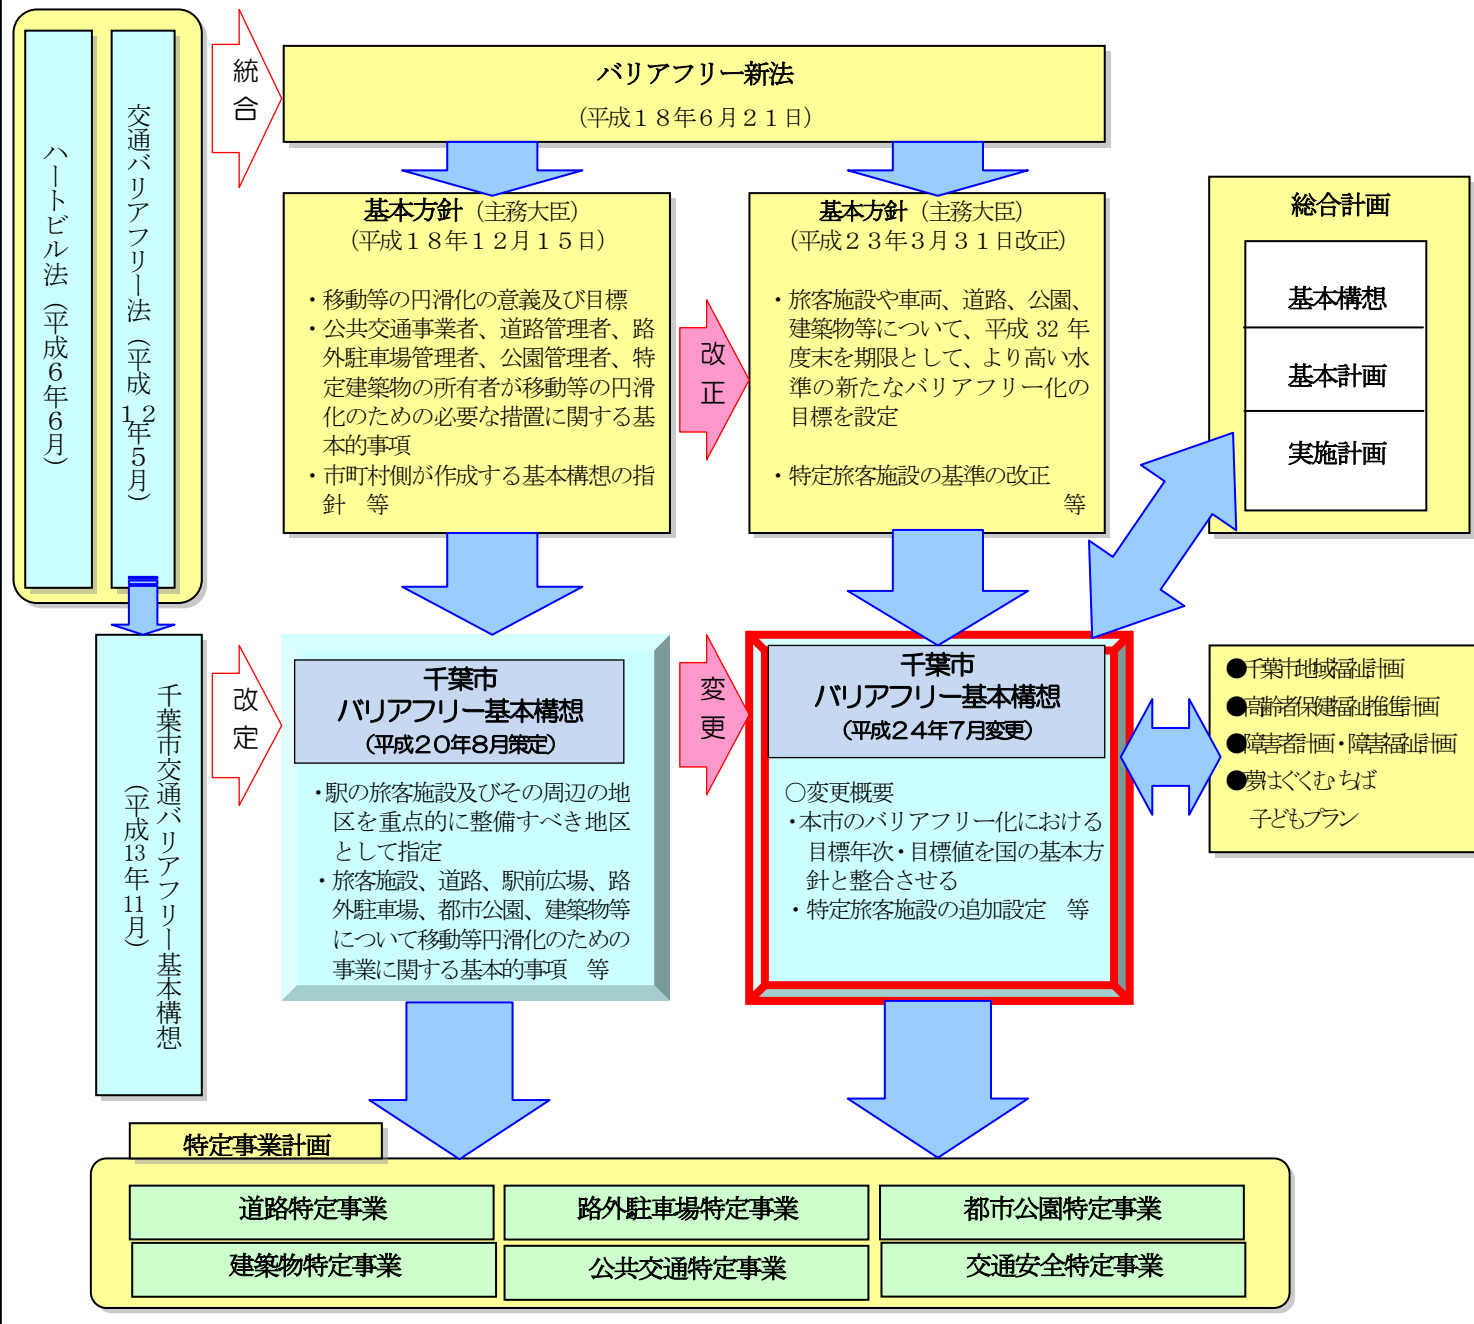 ハートビル法（平成６年６月）
交通バリアフリー法（平成１２年５月）
統合
バリアフリー新法
（平成１８年６月２１日）
基本方針（主務大臣）
（平成１８年１２月１５日）
・移動等の円滑化の意義及び目標
・公共交通事業者、道路管理者、路
外駐車場管理者、公園管理者、特
定建築物の所有者が移動等の円滑
化のための必要な措置に関する基
本的事項
・市町村側が作成する基本構想の指
針　等
改正
基本方針（主務大臣）
（平成２３年３月３１日改正）
・旅客施設や車両、道路、公園、
建築物等について、平成 32 年
度末を期限として、より高い水
準の新たなバリアフリー化の
目標を設定
・特定旅客施設の基準の改正
等
総合計画
基本構想
基本計画
実施計画
千葉市交通バリアフリー基本構想
（平成13年11月）
改定
千葉市
バリアフリー基本構想
（平成２０年８月策定）
・駅の旅客施設及びその周辺の地
区を重点的に整備すべき地区
として指定
・旅客施設、道路、駅前広場、路
外駐車場、都市公園、建築物等
について移動等円滑化のための
事業に関する基本的事項　等
変更
千葉市
バリアフリー基本構想
（平成２４年７月変更）
○変更概要
・本市のバリアフリー化における
目標年次・目標値を国の基本方
針と整合させる
・特定旅客施設の追加設定　等
●千葉市地域福祉計画
●高齢者保健福祉推進計画
●障害者計画・障害福祉計画
●夢はぐくむ ちば
子どもプラン
特定事業計画
道路特定事業
路外駐車場特定事業
都市公園特定事業
建築物特定事業
公共交通特定事業
交通安全特定事業